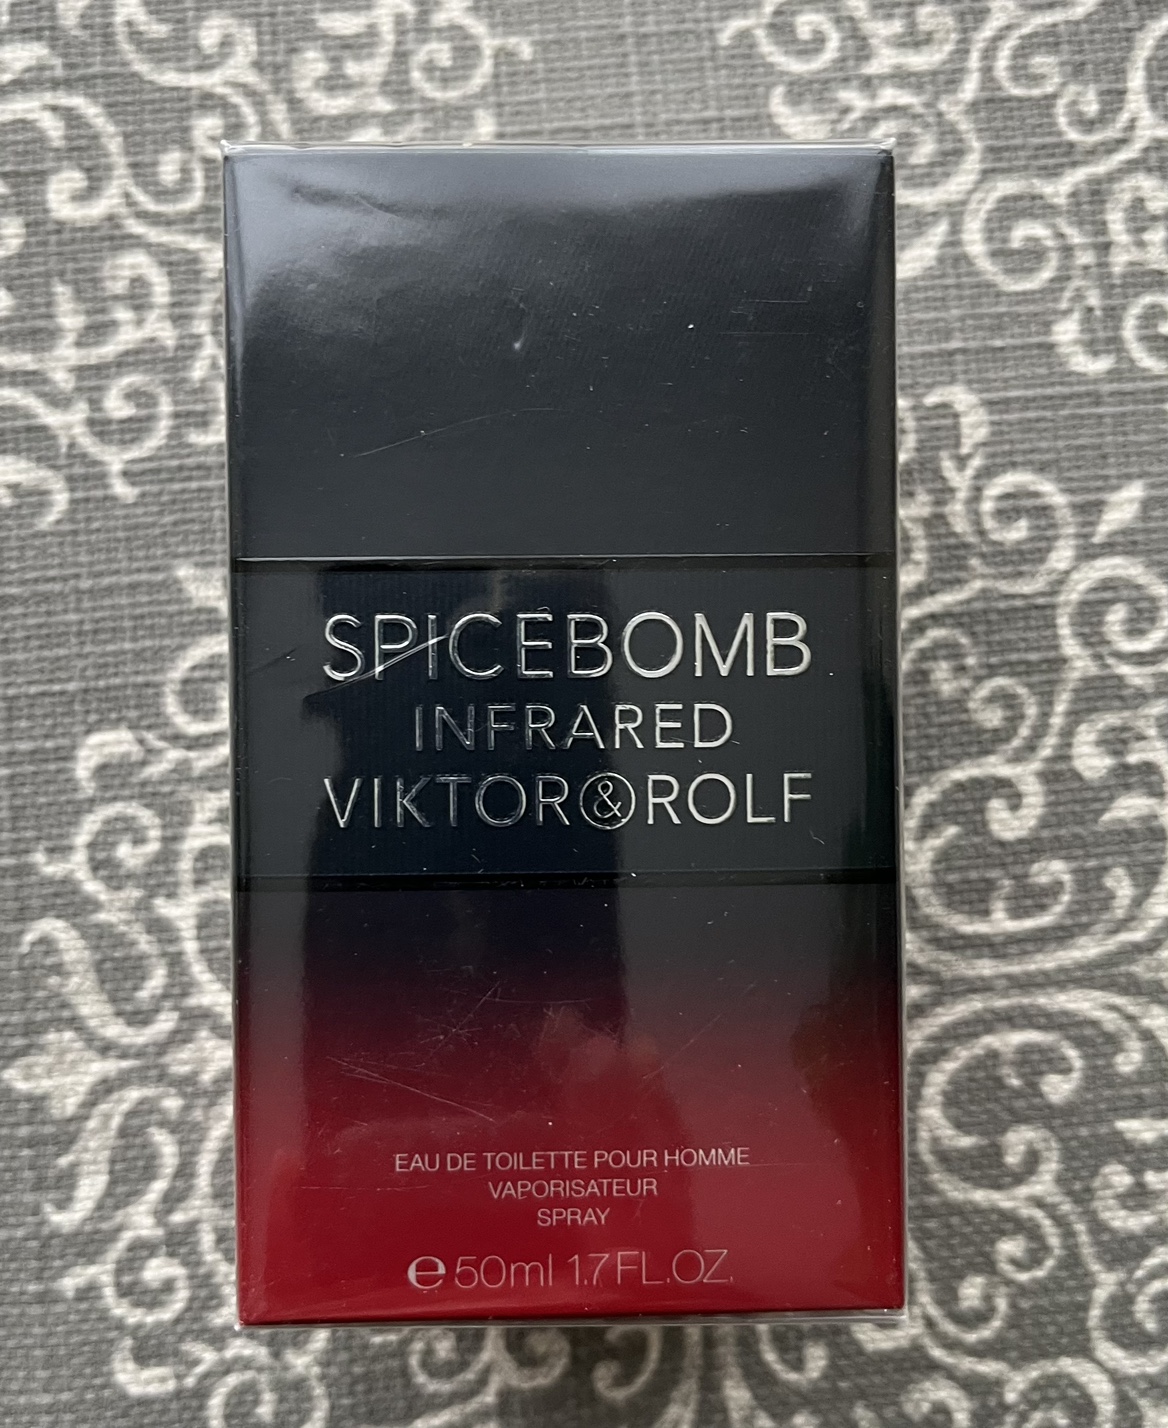 SPICEBOMB
INFRARED
VIKTOR&ROLF
EAU DE TOILETTE POUR HOMME
VAPORISATEUR
SPRAY
℮ 50ml 1.7 FL.OZ.